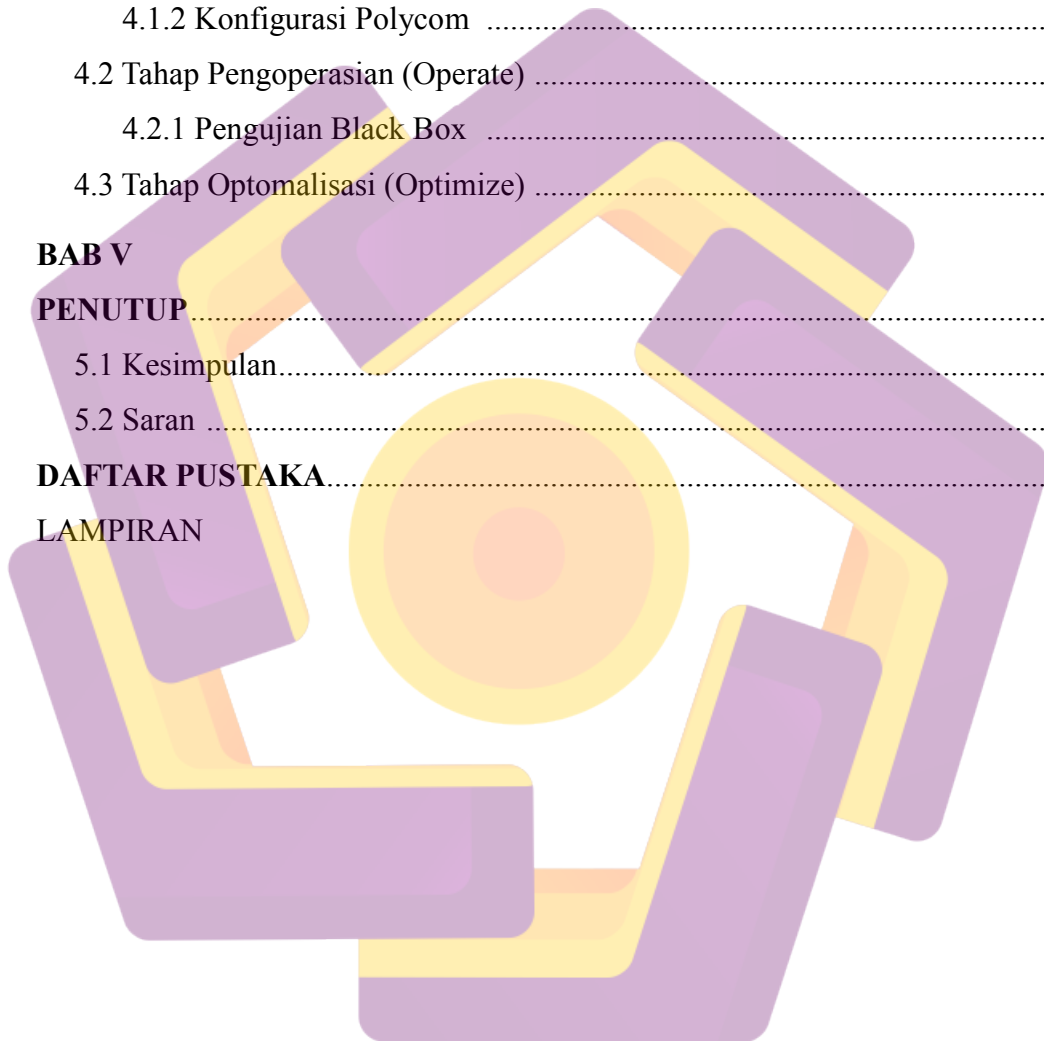 4.1.2 Konfigurasi Polycom ......................................................................
4.2 Tahap Pengoperasian (Operate) ................................................................
4.2.1 Pengujian Black Box ......................................................................
4.3 Tahap Optomalisasi (Optimize) ................................................................
BAB V
PENUTUP..........................................................................................................
5.1 Kesimpulan................................................................................................
5.2 Saran .........................................................................................................
DAFTAR PUSTAKA.........................................................................................
LAMPIRAN